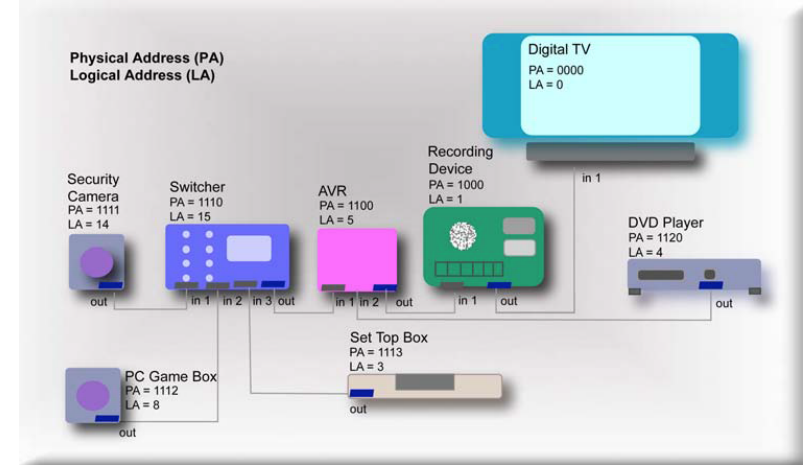 Physical Address (PA)
Logical Address (LA)
Digital TV
PA = 0000
LA = 0
in 1
Recording
Device
PA = 1000
LA = 1
in 1
out
AVR
PA = 1100
LA = 5
in 1
in 2
out
Switcher
PA = 1110
LA = 15
in 1
in 2
in 3
out
Security
Camera
PA = 1111
LA = 14
out
DVD Player
PA = 1120
LA = 4
out
Set Top Box
PA = 1113
LA = 3
out
PC Game Box
PA = 1112
LA = 8
out